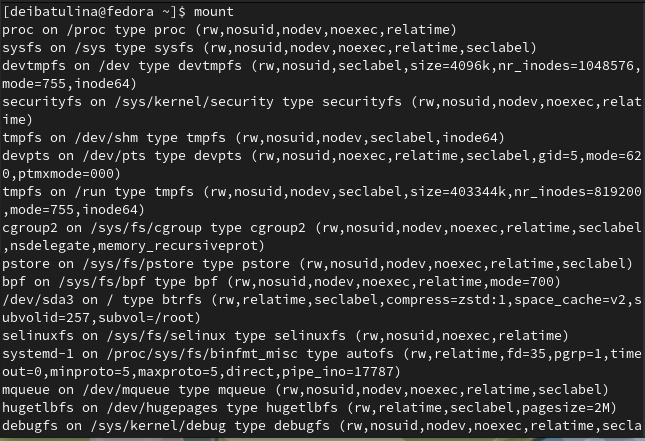 [deibatulina@fedora ~]$ mount
proc on /proc type proc (rw,nosuid,nodev,noexec,relatime)
sysfs on /sys type sysfs (rw,nosuid,nodev,noexec,relatime,seclabel)
devtmpfs on /dev type devtmpfs (rw,nosuid,seclabel,size=4096k,nr_inodes=1048576,
mode=755,inode64)
securityfs on /sys/kernel/security type securityfs (rw,nosuid,nodev,noexec,relat
ime)
tmpfs on /dev/shm type tmpfs (rw,nosuid,nodev,seclabel,inode64)
devpts on /dev/pts type devpts (rw,nosuid,noexec,relatime,seclabel,gid=5,mode=62
0,ptmxmode=000)
tmpfs on /run type tmpfs (rw,nosuid,nodev,seclabel,size=403344k,nr_inodes=819200
,mode=755,inode64)
cgroup2 on /sys/fs/cgroup type cgroup2 (rw,nosuid,nodev,noexec,relatime,seclabel
,nsdelegate,memory_recursiveprot)
pstore on /sys/fs/pstore type pstore (rw,nosuid,nodev,noexec,relatime,seclabel)
bpf on /sys/fs/bpf type bpf (rw,nosuid,nodev,noexec,relatime,mode=700)
/dev/sda3 on / type btrfs (rw,relatime,seclabel,compress=zstd:1,space_cache=v2,s
ubvolid=257,subvol=/root)
selinuxfs on /sys/fs/selinux type selinuxfs (rw,nosuid,noexec,relatime)
systemd-1 on /proc/sys/fs/binfmt_misc type autofs (rw,relatime,fd=35,pgrp=1,time
out=0,minproto=5,maxproto=5,direct,pipe_ino=17787)
mqueue on /dev/mqueue type mqueue (rw,nosuid,nodev,noexec,relatime,seclabel)
hugetlbfs on /dev/hugepages type hugetlbfs (rw,relatime,seclabel,pagesize=2M)
debugfs on /sys/kernel/debug type debugfs (rw,nosuid,nodev,noexec,relatime,secla